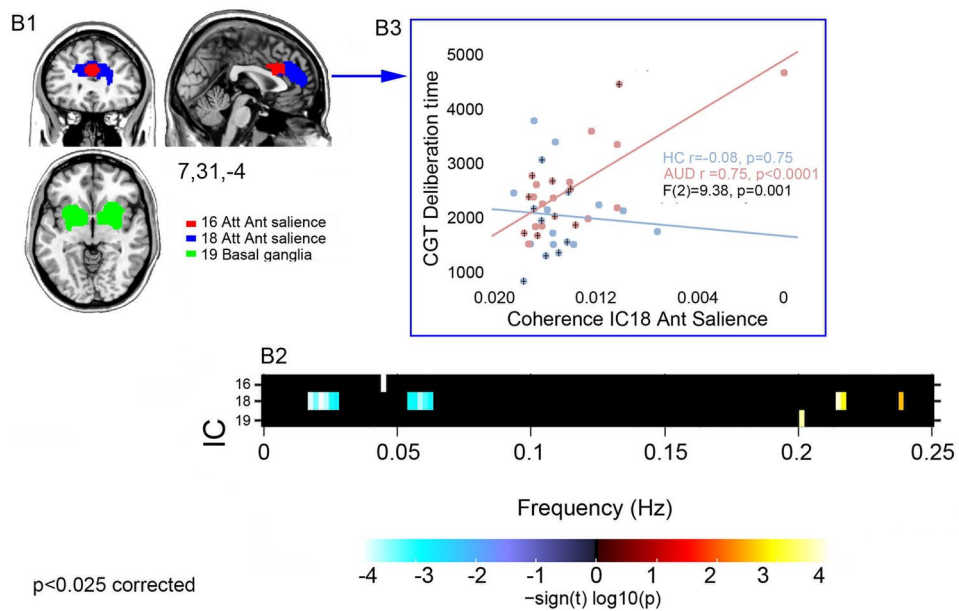 B1
7,31,-4
16 Att Ant salience
18 Att Ant salience
19 Basal ganglia
B3
5000
4000
3000
2000
1000
CGT Deliberation time
HC r=-0.08, p=0.75
AUD r =0.75, p<0.0001
F(2)=9.38, p=0.001
0.020 0.012 0.004 0
Coherence IC18 Ant Salience
B2
IC
16
18
19
0 0.05 0.1 0.15 0.2 0.25
Frequency (Hz)
-4 -3 -2 -1 0 1 2 3 4
−sign(t) log10(p)
p<0.025 corrected